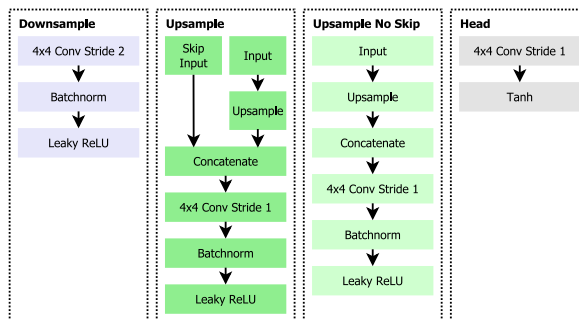 Downsample
4x4 Conv Stride 2
Batchnorm
Leaky ReLU
Upsample
Skip
Input
Input
Upsample
Concatenate
4x4 Conv Stride 1
Batchnorm
Leaky ReLU
Upsample No Skip
Input
Upsample
Concatenate
4x4 Conv Stride 1
Batchnorm
Leaky ReLU
Head
4x4 Conv Stride 1
Tanh